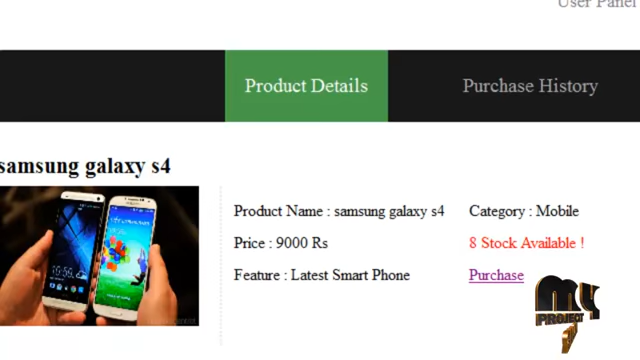 User Panel
Product Details
Purchase History
samsung galaxy s4
Product Name : samsung galaxy s4
Category : Mobile
Price : 9000 Rs
8 Stock Available !
Feature : Latest Smart Phone
Purchase
MY
PROJECT